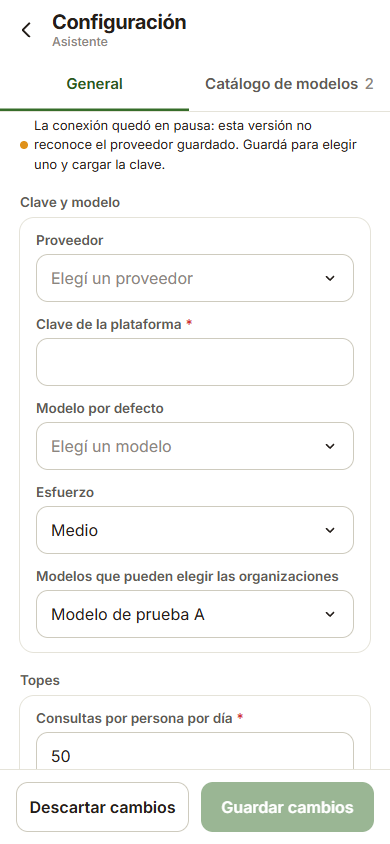 Configuración
Asistente
General
Catálogo de modelos 2
La conexión quedó en pausa: esta versión no
reconoce el proveedor guardado. Guardá para elegir
uno y cargar la clave.
Clave y modelo
Proveedor
Elegí un proveedor
Clave de la plataforma *
Modelo por defecto
Elegí un modelo
Esfuerzo
Medio
Modelos que pueden elegir las organizaciones
Modelo de prueba A
Topes
Consultas por persona por día *
50
Descartar cambios
Guardar cambios